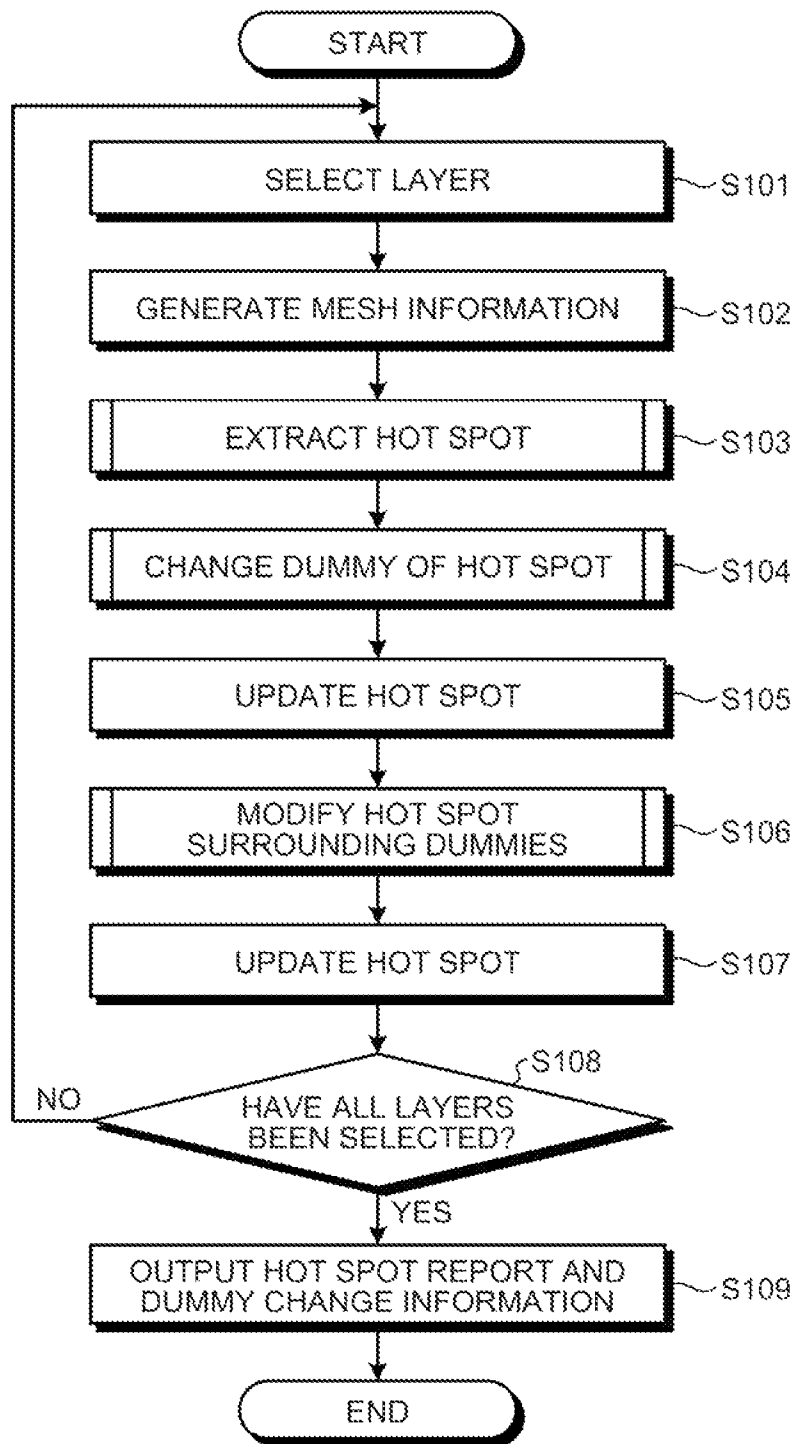 START
SELECT LAYER
S101
GENERATE MESH INFORMATION
S102
EXTRACT HOT SPOT
S103
CHANGE DUMMY OF HOT SPOT
S104
UPDATE HOT SPOT
S105
MODIFY HOT SPOT
SURROUNDING DUMMIES
S106
UPDATE HOT SPOT
S107
S108
NO
HAVE ALL LAYERS
BEEN SELECTED?
YES
OUTPUT HOT SPOT REPORT AND
DUMMY CHANGE INFORMATION
S109
END